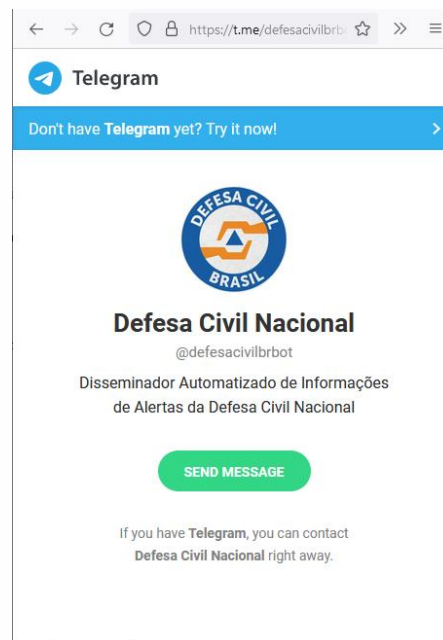 https://t.me/defesacivilbrb
Telegram
Don't have Telegram yet? Try it now!
DEFESA CIVIL
BRASIL
Defesa Civil Nacional
@defesacivilbrbot
Disseminador Automatizado de Informações
de Alertas da Defesa Civil Nacional
SEND MESSAGE
If you have Telegram, you can contact
Defesa Civil Nacional right away.